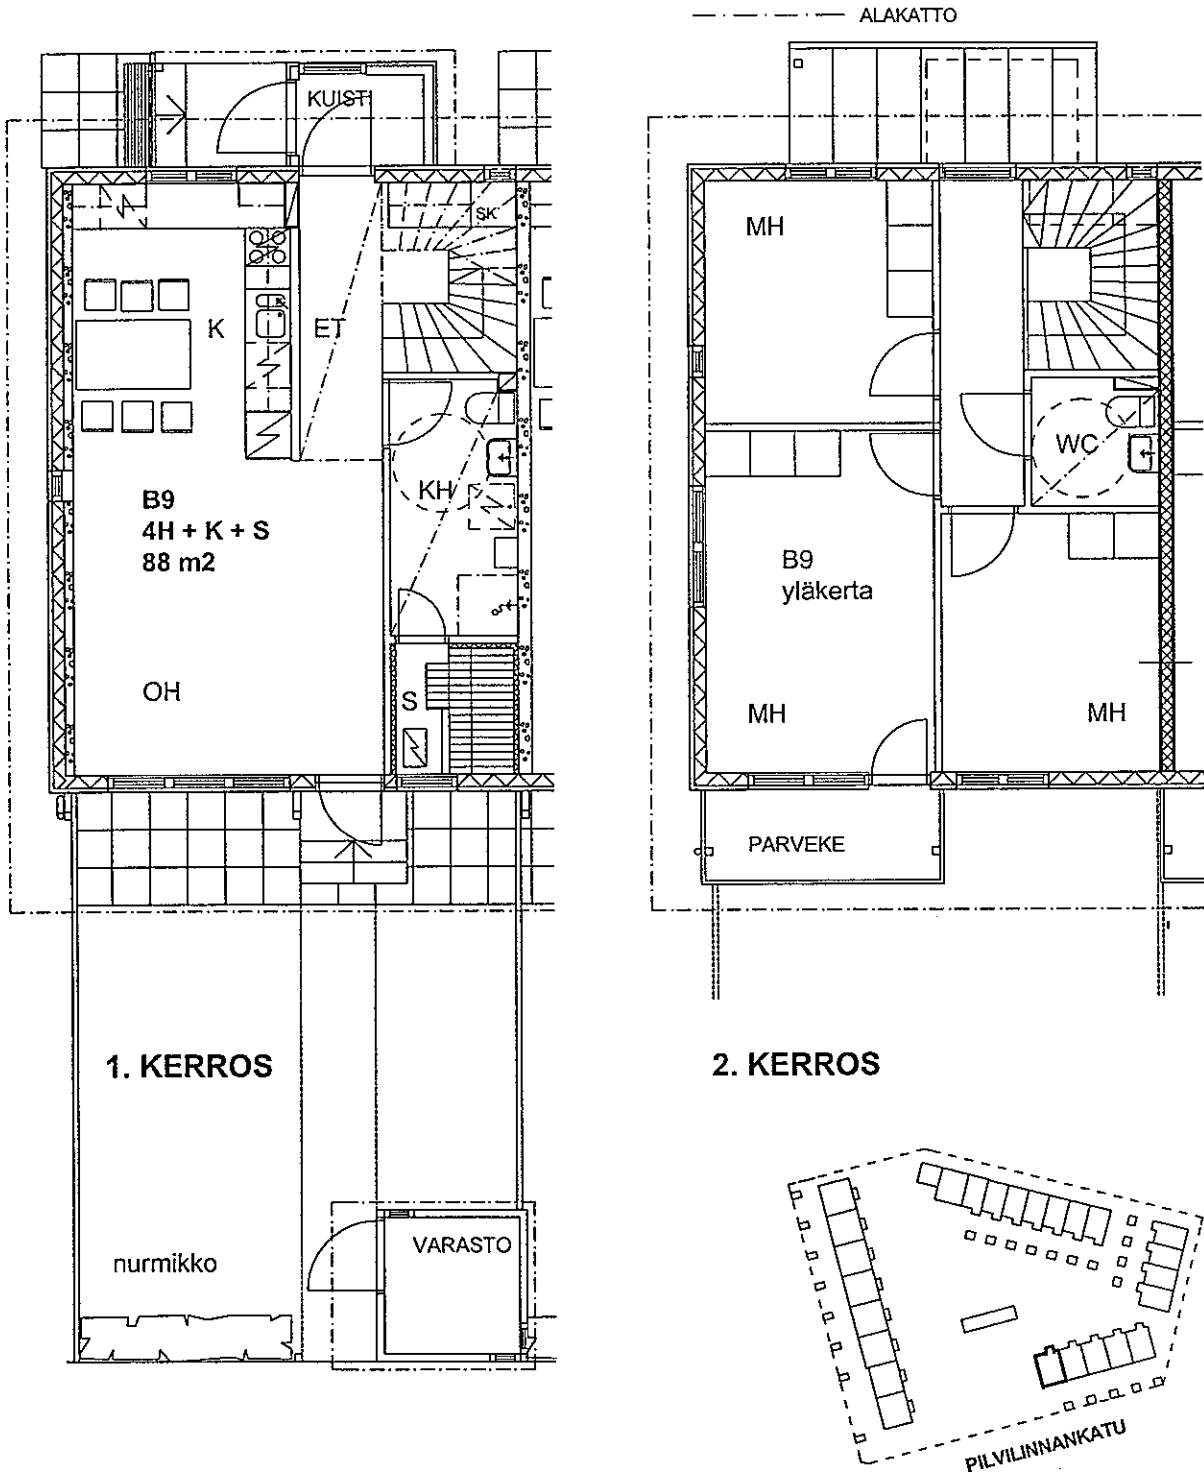 ALAKATTO
KUISTI
SK
K
ET
KH
B9
4H + K + S
88 m2
OH
S
1. KERROS
nurmikko
VARASTO
MH
WC
B9
yläkerta
MH
MH
PARVEKE
2. KERROS
PILVILINNANKATU